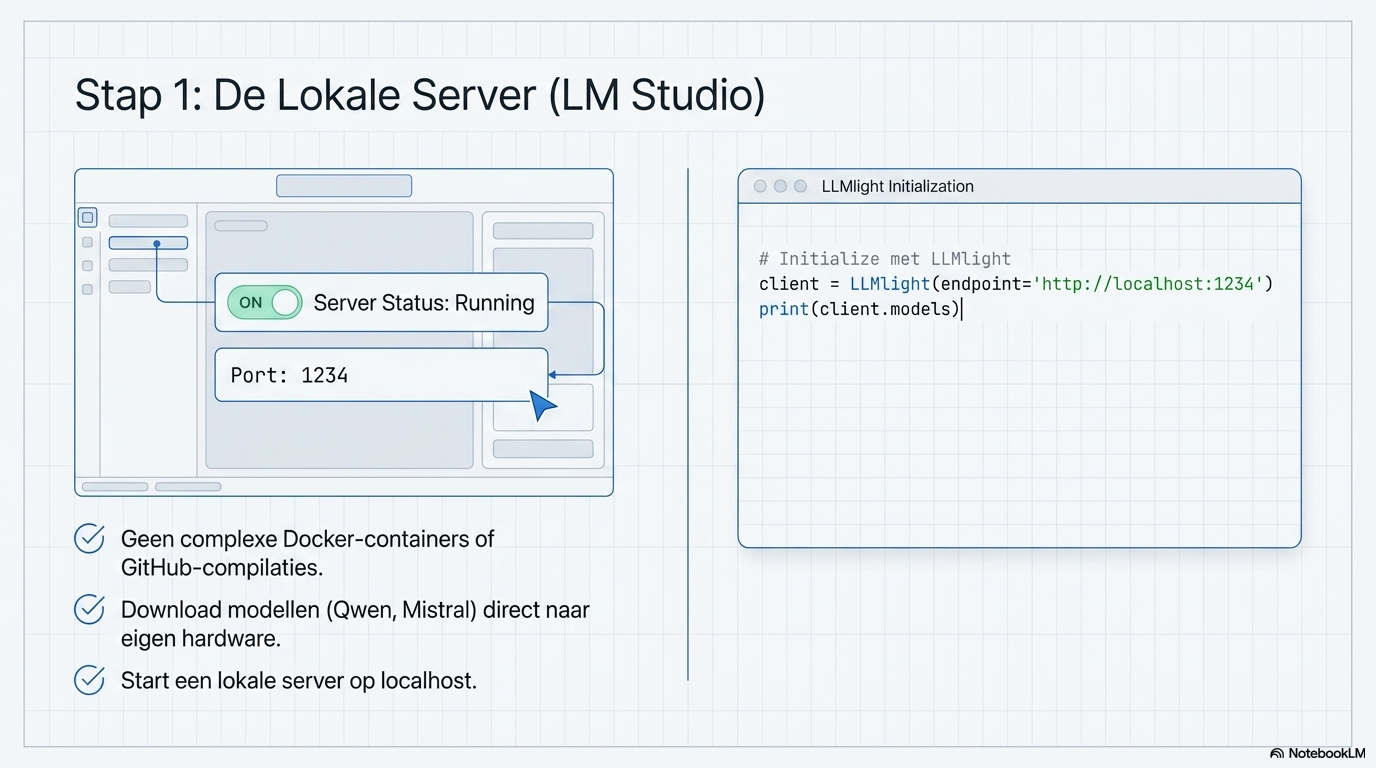 Stap 1: De Lokale Server (LM Studio)
ON
Server Status: Running
Port: 1234
Geen complexe Docker-containers of
GitHub-compilaties.
Download modellen (Qwen, Mistral) direct naar
eigen hardware.
Start een lokale server op localhost.
LLMlight Initialization
# Initialize met LLMlight
client = LLMlight(endpoint='http://localhost:1234')
print(client.models)
NotebookLM